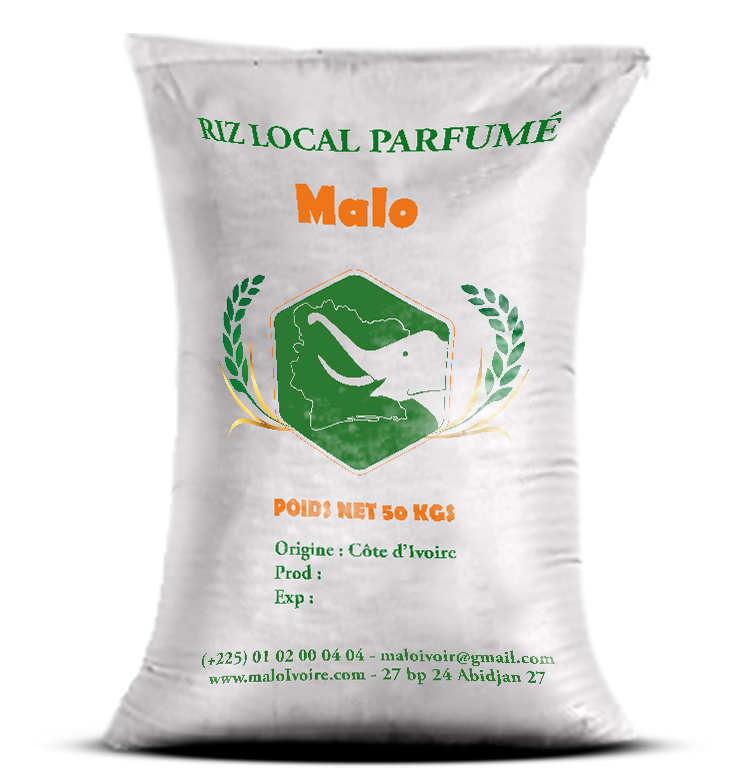 RIZ LOCAL PARFUMÉ
Malo
POIDS NET 50 KGS
Origine : Côte d'Ivoire
Prod :
Exp :
(+225) 01 02 00 04 04 - maloivoir@gmail.com
www.maloIvoire.com - 27 bp 24 Abidjan 27